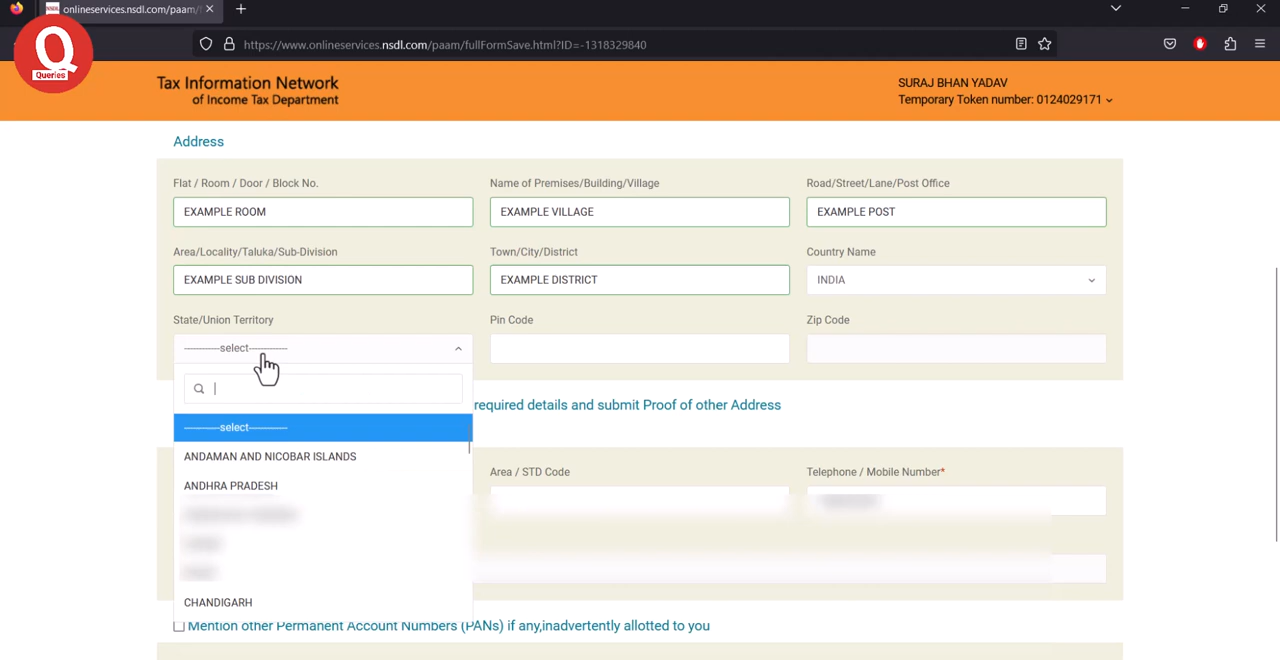 onlineservices.nsdl.com/paam/f
https://www.onlineservices.nsdl.com/paam/fullFormSave.html?ID=-1318329840
Q
Queries
Tax Information Network
of Income Tax Department
SURAJ BHAN YADAV
Temporary Token number: 0124029171
Address
Flat / Room / Door / Block No.
Name of Premises/Building/Village
Road/Street/Lane/Post Office
EXAMPLE ROOM
EXAMPLE VILLAGE
EXAMPLE POST
Area/Locality/Taluka/Sub-Division
Town/City/District
Country Name
EXAMPLE SUB DIVISION
EXAMPLE DISTRICT
INDIA
State/Union Territory
Pin Code
Zip Code
------------select-------------
required details and submit Proof of other Address
------------select-------------
ANDAMAN AND NICOBAR ISLANDS
Area / STD Code
Telephone / Mobile Number*
ANDHRA PRADESH
CHANDIGARH
Mention other Permanent Account Numbers (PANs) if any,inadvertently allotted to you